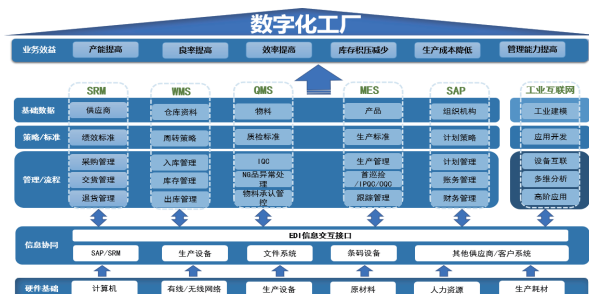 数字化工厂
业务效益 产能提高 良率提高 效率提高 库存积压减少 生产成本降低 管理能力提高
SRM WMS QMS MES SAP 工业互联网
基础数据 供应商 仓库资料 物料 产品 组织机构 工业建模
策略/标准 绩效标准 周转策略 质检标准 生产标准 计划策略 应用开发
管理/流程 采购管理 入库管理 IQC 生产管理 计划管理 设备互联
交货管理 库存管理 NG品异常处
理 首巡绘
/IPQC/OQC 账务管理 多维分析
退货管理 出库管理 物料承认管
控 跟踪管理 财务管理 高阶应用
EDI信息交互接口
信息协同 SAP/SRM 生产设备 文件系统 条码设备 其他供应商/客户系统
硬件基础 计算机 有线/无线网络 生产设备 原材料 人力资源 生产耗材